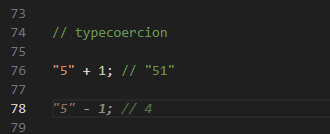 73
74 // typecoercion
75
76 "5" + 1; // "51"
77
78 "5" - 1; // 4
79